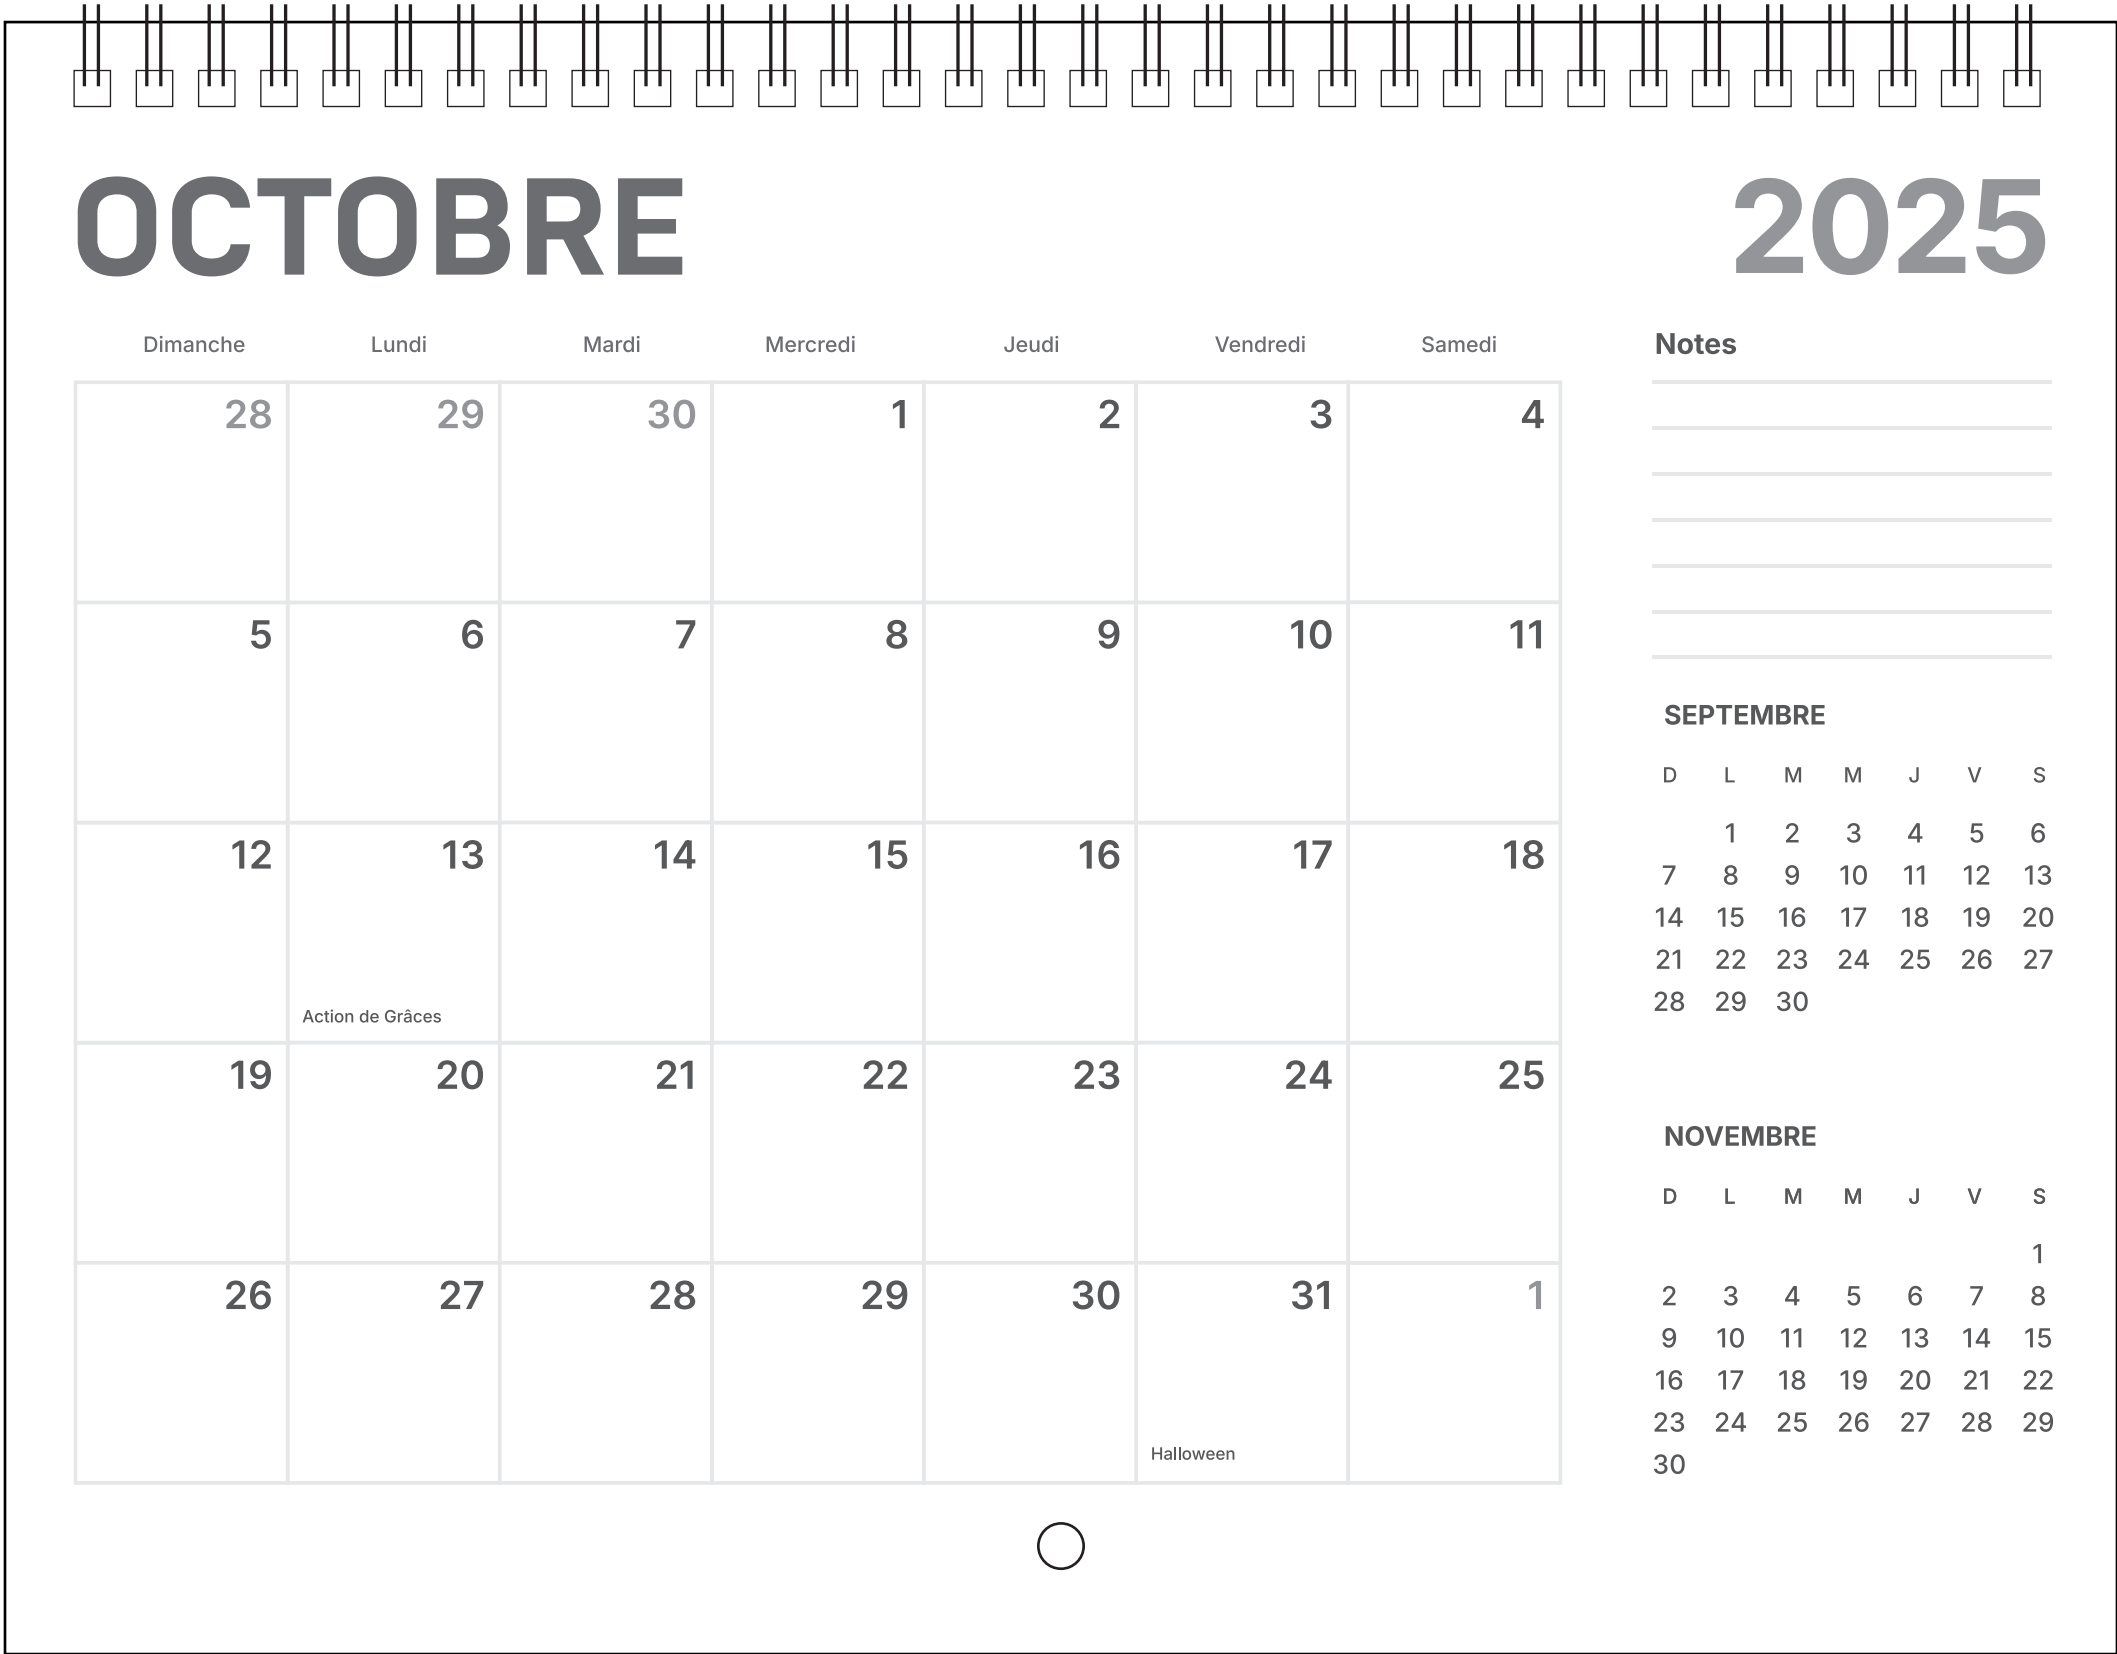 OCTOBRE 2025
Dimanche Lundi Mardi Mercredi Jeudi Vendredi Samedi
28 29 30 1 2 3 4
5 6 7 8 9 10 11
12 13 14 15 16 17 18
Action de Grâces
19 20 21 22 23 24 25
26 27 28 29 30 31 1
Halloween
Notes
SEPTEMBRE
D L M M J V S
1 2 3 4 5 6
7 8 9 10 11 12 13
14 15 16 17 18 19 20
21 22 23 24 25 26 27
28 29 30
NOVEMBRE
D L M M J V S
1
2 3 4 5 6 7 8
9 10 11 12 13 14 15
16 17 18 19 20 21 22
23 24 25 26 27 28 29
30